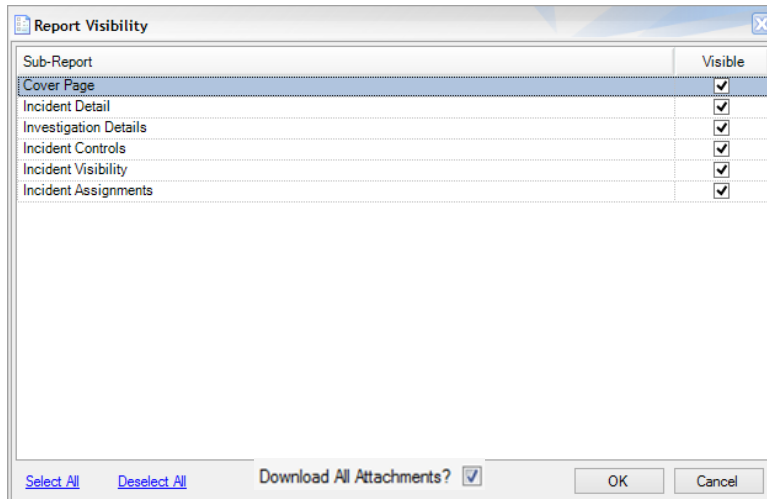 Report Visibility
Sub-Report Visible
Cover Page
Incident Detail
Investigation Details
Incident Controls
Incident Visibility
Incident Assignments
Select All Deselect All Download All Attachments? OK Cancel